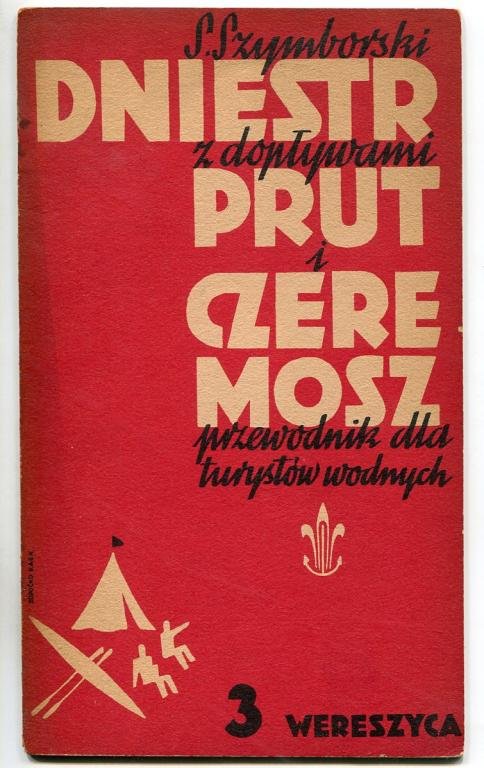 S. Szymborski
DNIESTR
z dopływami
PRUT
i
CZERE
MOSZ
przewodnik dla
turystów wodnych
3 WERESZYCA